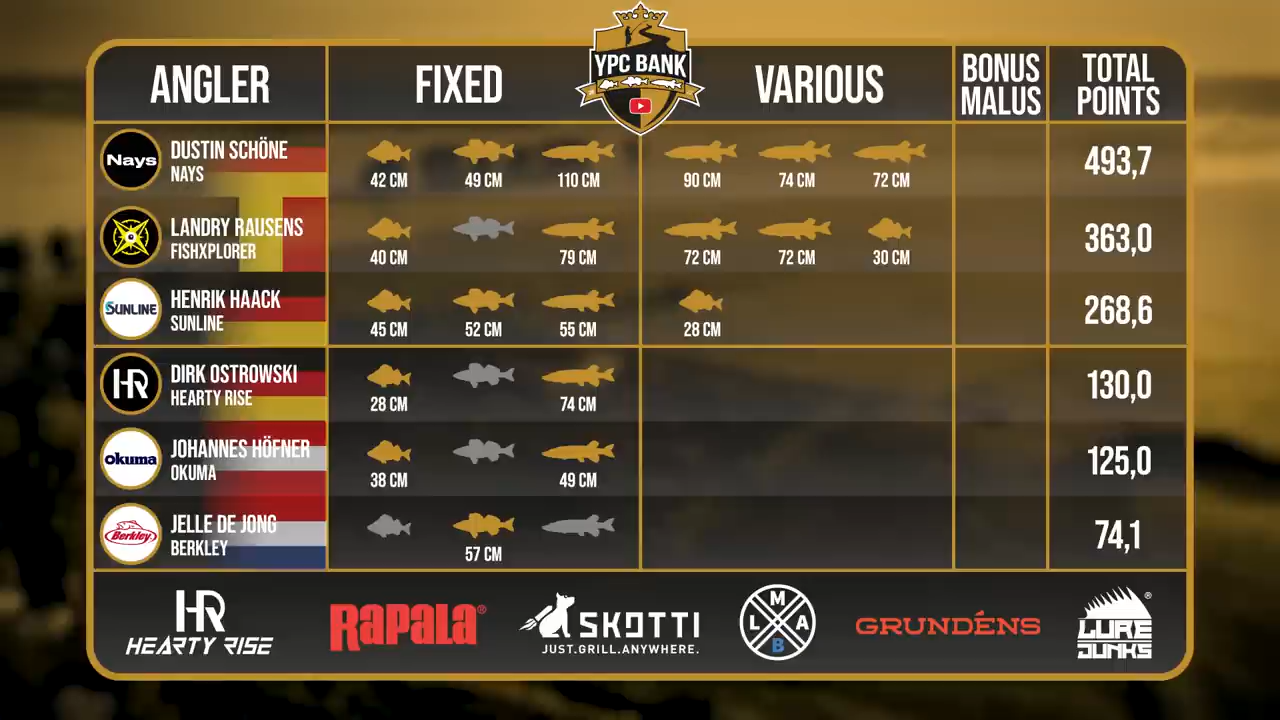 YPC BANK
ANGLER
FIXED
VARIOUS
BONUS
MALUS
TOTAL
POINTS
Nays
DUSTIN SCHÖNE
NAYS
42 CM
49 CM
110 CM
90 CM
74 CM
72 CM
493,7
LANDRY RAUSENS
FISHXPLORER
40 CM
79 CM
72 CM
72 CM
30 CM
363,0
SUNLINE
HENRIK HAACK
SUNLINE
45 CM
52 CM
55 CM
28 CM
268,6
HR
DIRK OSTROWSKI
HEARTY RISE
28 CM
74 CM
130,0
okuma
JOHANNES HÖFNER
OKUMA
38 CM
49 CM
125,0
Berkley
JELLE DE JONG
BERKLEY
57 CM
74,1
HR
HEARTY RISE
RAPALA®
SKOTTI
JUST.GRILL.ANYWHERE.
LMAB
GRUNDÉNS
LURE
JUNKS®